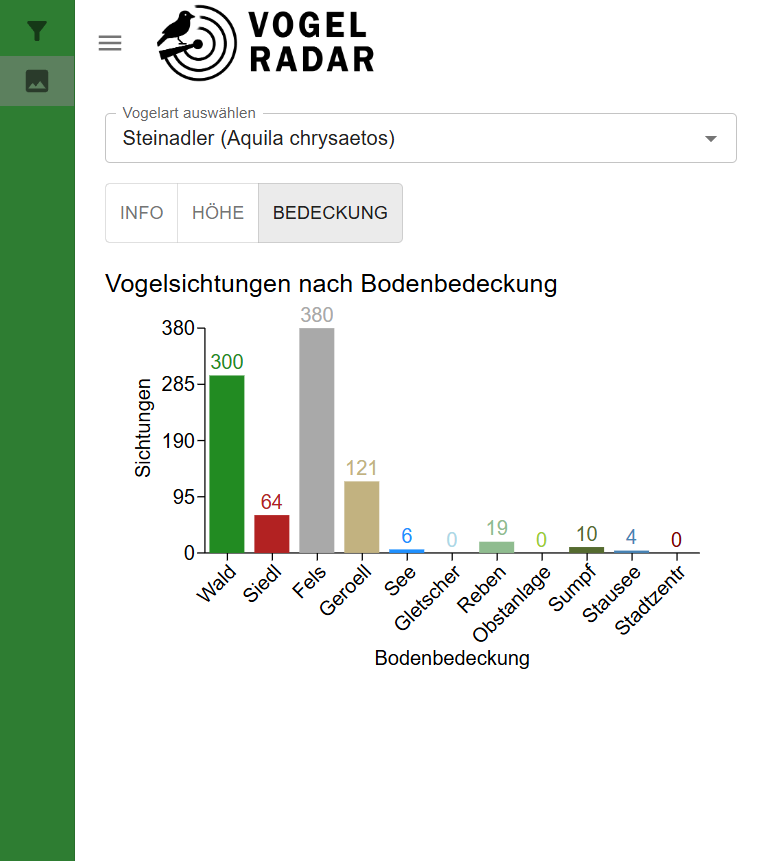 VOGEL
RADAR
Vogelart auswählen
Steinadler (Aquila chrysaetos)
INFO HÖHE BEDECKUNG
Vogelsichtungen nach Bodenbedeckung
380
285
190
95
0
Sichtungen
300
64
380
121
6
0
19
0
10
4
0
Wald
Siedl
Fels
Geroell
See
Gletscher
Reben
Obstanlage
Sumpf
Stausee
Stadtzentr
Bodenbedeckung